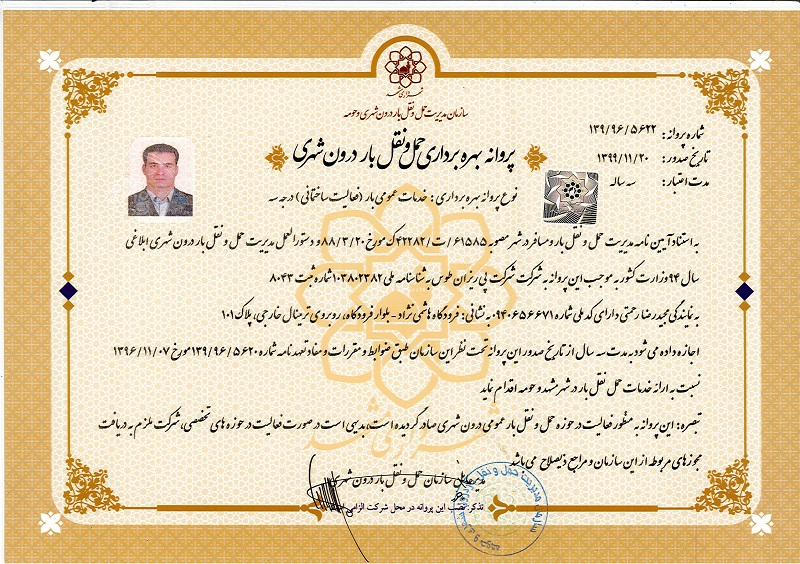 شهرداری مشهد
سازمان مدیریت حمل و نقل بار درون شهری و حومه
پروانه بهره برداری حمل و نقل بار درون شهری
شماره پروانه: ۱۳۹/۹۶/۵۶۲۲
تاریخ صدور: ۱۳۹۹/۱۱/۲۰
مدت اعتبار: سه ساله
نوع پروانه بهره برداری: خدمات عمومی بار (فعالیت ساختمانی) درجه سه
به استناد آیین نامه مدیریت حمل و نقل بار و مسافر در شهر مصوبه ۶۱۵۸۵/ت/۴۲۲۸۲ک مورخ ۸۸/۳/۲۰ و دستورالعمل مدیریت حمل و نقل بار درون شهری ابلاغی
سال ۹۴ وزارت کشور به موجب این پروانه به شرکت شرکت پی ریزان طوس به شناسنامه ملی ۱۰۳۸۰۲۳۸۲ شماره ثبت ۸۰۴۳
به نمایندگی مجیدرضا رحمتی دارای کد ملی شماره ۰۹۴۰۶۵۶۶۷۱ به نشانی: فرودگاه هاشمی نژاد - بلوار فرودگاه، روبروی ترمینال خارجی، پلاک ۱۰۱
اجازه داده می شود به مدت سه سال از تاریخ صدور این پروانه تحت نظر این سازمان طبق ضوابط و مقررات و مفاد تعهد نامه شماره ۱۳۹/۹۶/۵۶۲۰ مورخ ۱۳۹۶/۱۱/۰۷
نسبت به ارائه خدمات حمل و نقل بار در شهر مشهد و حومه اقدام نماید
تبصره: این پروانه به منظور فعالیت در حوزه حمل و نقل بار عمومی درون شهری صادر گردیده است، بدیهی است در صورت فعالیت در حوزه های تخصصی، شرکت ملزم به دریافت
مجوزهای مربوطه از این سازمان و مراجع ذیصلاح می باشد
مدیرعامل سازمان حمل و نقل بار درون شهری
تذکر: نصب این پروانه در محل شرکت الزامی